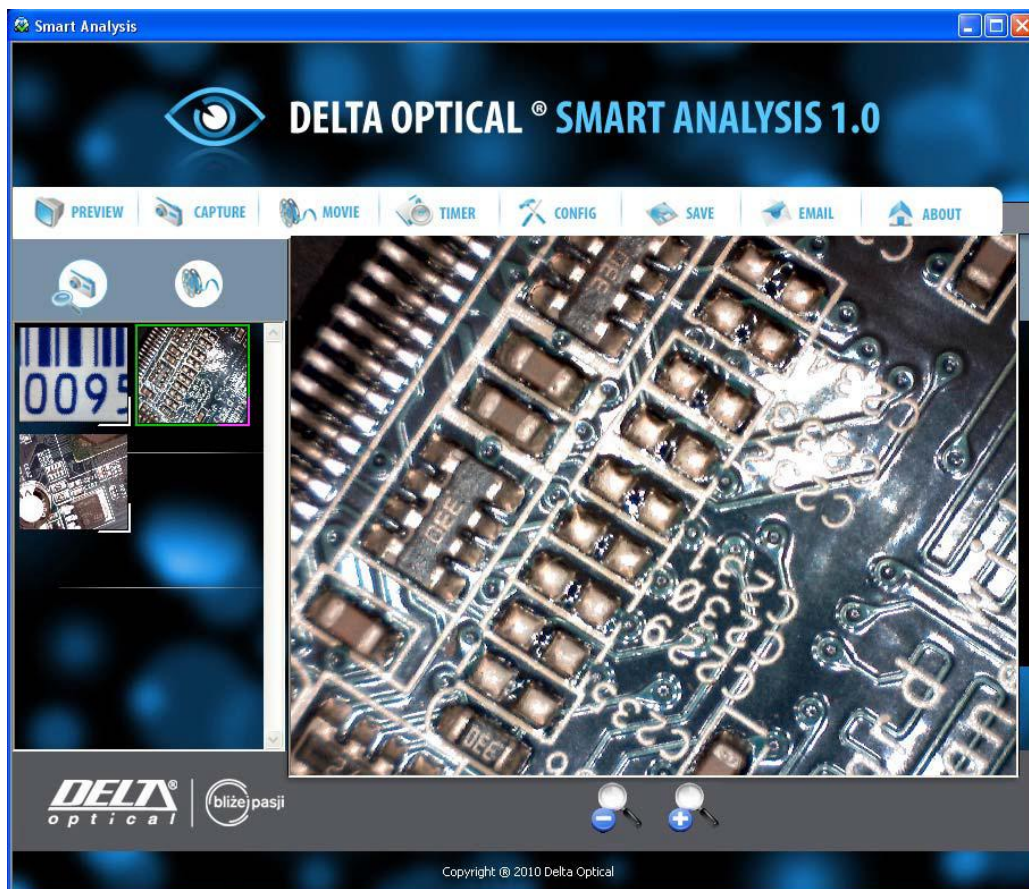 Smart Analysis
DELTA OPTICAL ® SMART ANALYSIS 1.0
PREVIEW
CAPTURE
MOVIE
TIMER
CONFIG
SAVE
EMAIL
ABOUT
0095
DELTA®
optical
bliżej pasji
Copyright ® 2010 Delta Optical